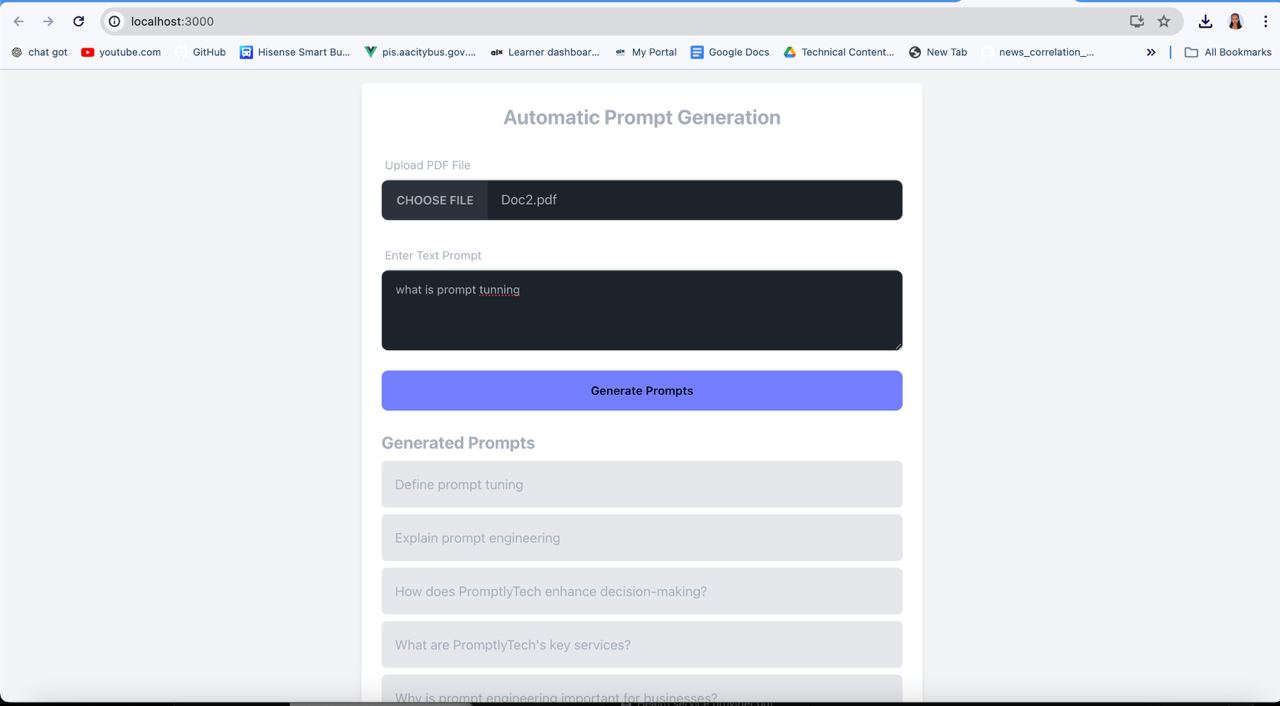 localhost:3000
chat got
youtube.com
GitHub
Hisense Smart Bu...
pis.aacitybus.gov....
alx Learner dashboar...
alx My Portal
Google Docs
Technical Content...
New Tab
news_correlation_...
»
All Bookmarks
Automatic Prompt Generation
Upload PDF File
CHOOSE FILE Doc2.pdf
Enter Text Prompt
what is prompt tunning
Generate Prompts
Generated Prompts
Define prompt tuning
Explain prompt engineering
How does PromptlyTech enhance decision-making?
What are PromptlyTech's key services?
Why is prompt engineering important for businesses?